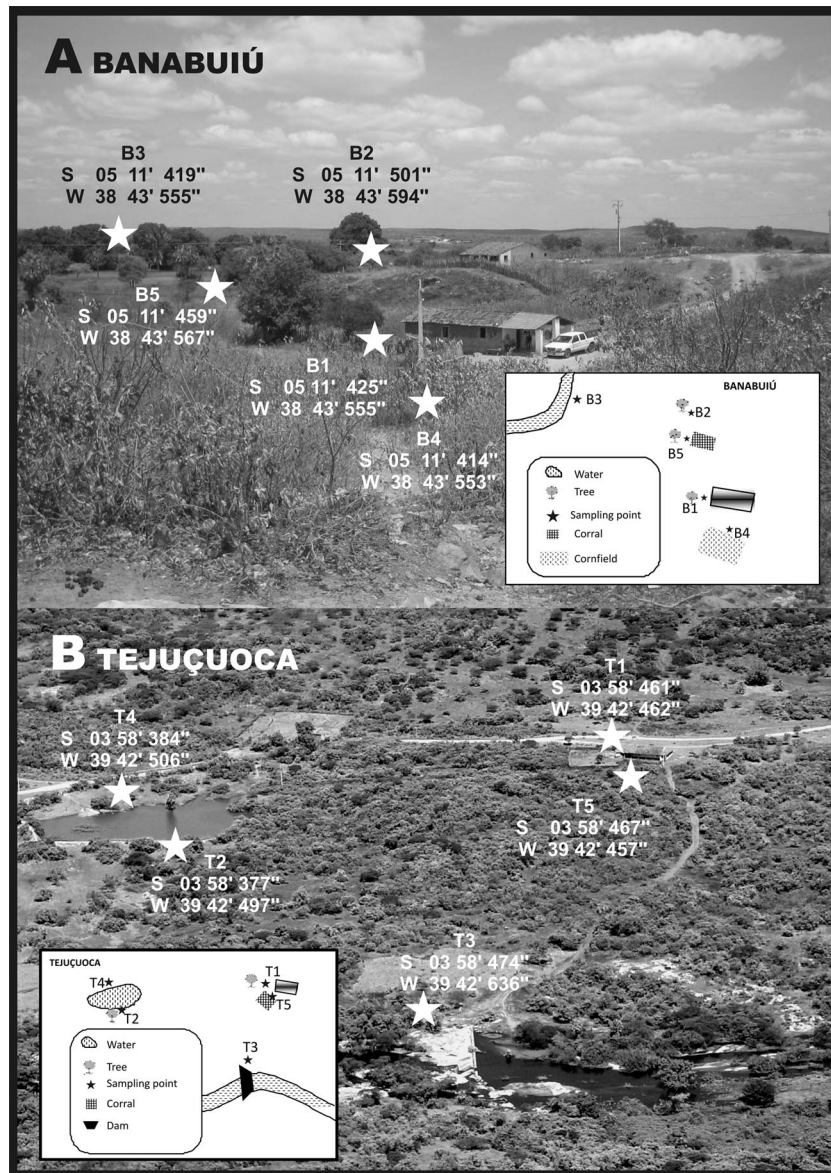 A BANABUIÚ
B3
S 05 11' 419"
W 38 43' 555"
B2
S 05 11' 501"
W 38 43' 594"
B5
S 05 11' 459"
W 38 43' 567"
B1
S 05 11' 425"
W 38 43' 555"
B4
S 05 11' 414"
W 38 43' 553"
BANABUIÚ
B3
B2
B5
B1
B4
Water
Tree
Sampling point
Corral
Cornfield
B TEJUÇUOCA
T1
S 03 58' 461"
W 39 42' 462"
T4
S 03 58' 384"
W 39 42' 506"
T5
S 03 58' 467"
W 39 42' 457"
T2
S 03 58' 377"
W 39 42' 497"
T3
S 03 58' 474"
W 39 42' 636"
TEJUÇUOCA
T4
T1
T5
T2
T3
Water
Tree
Sampling point
Corral
Dam